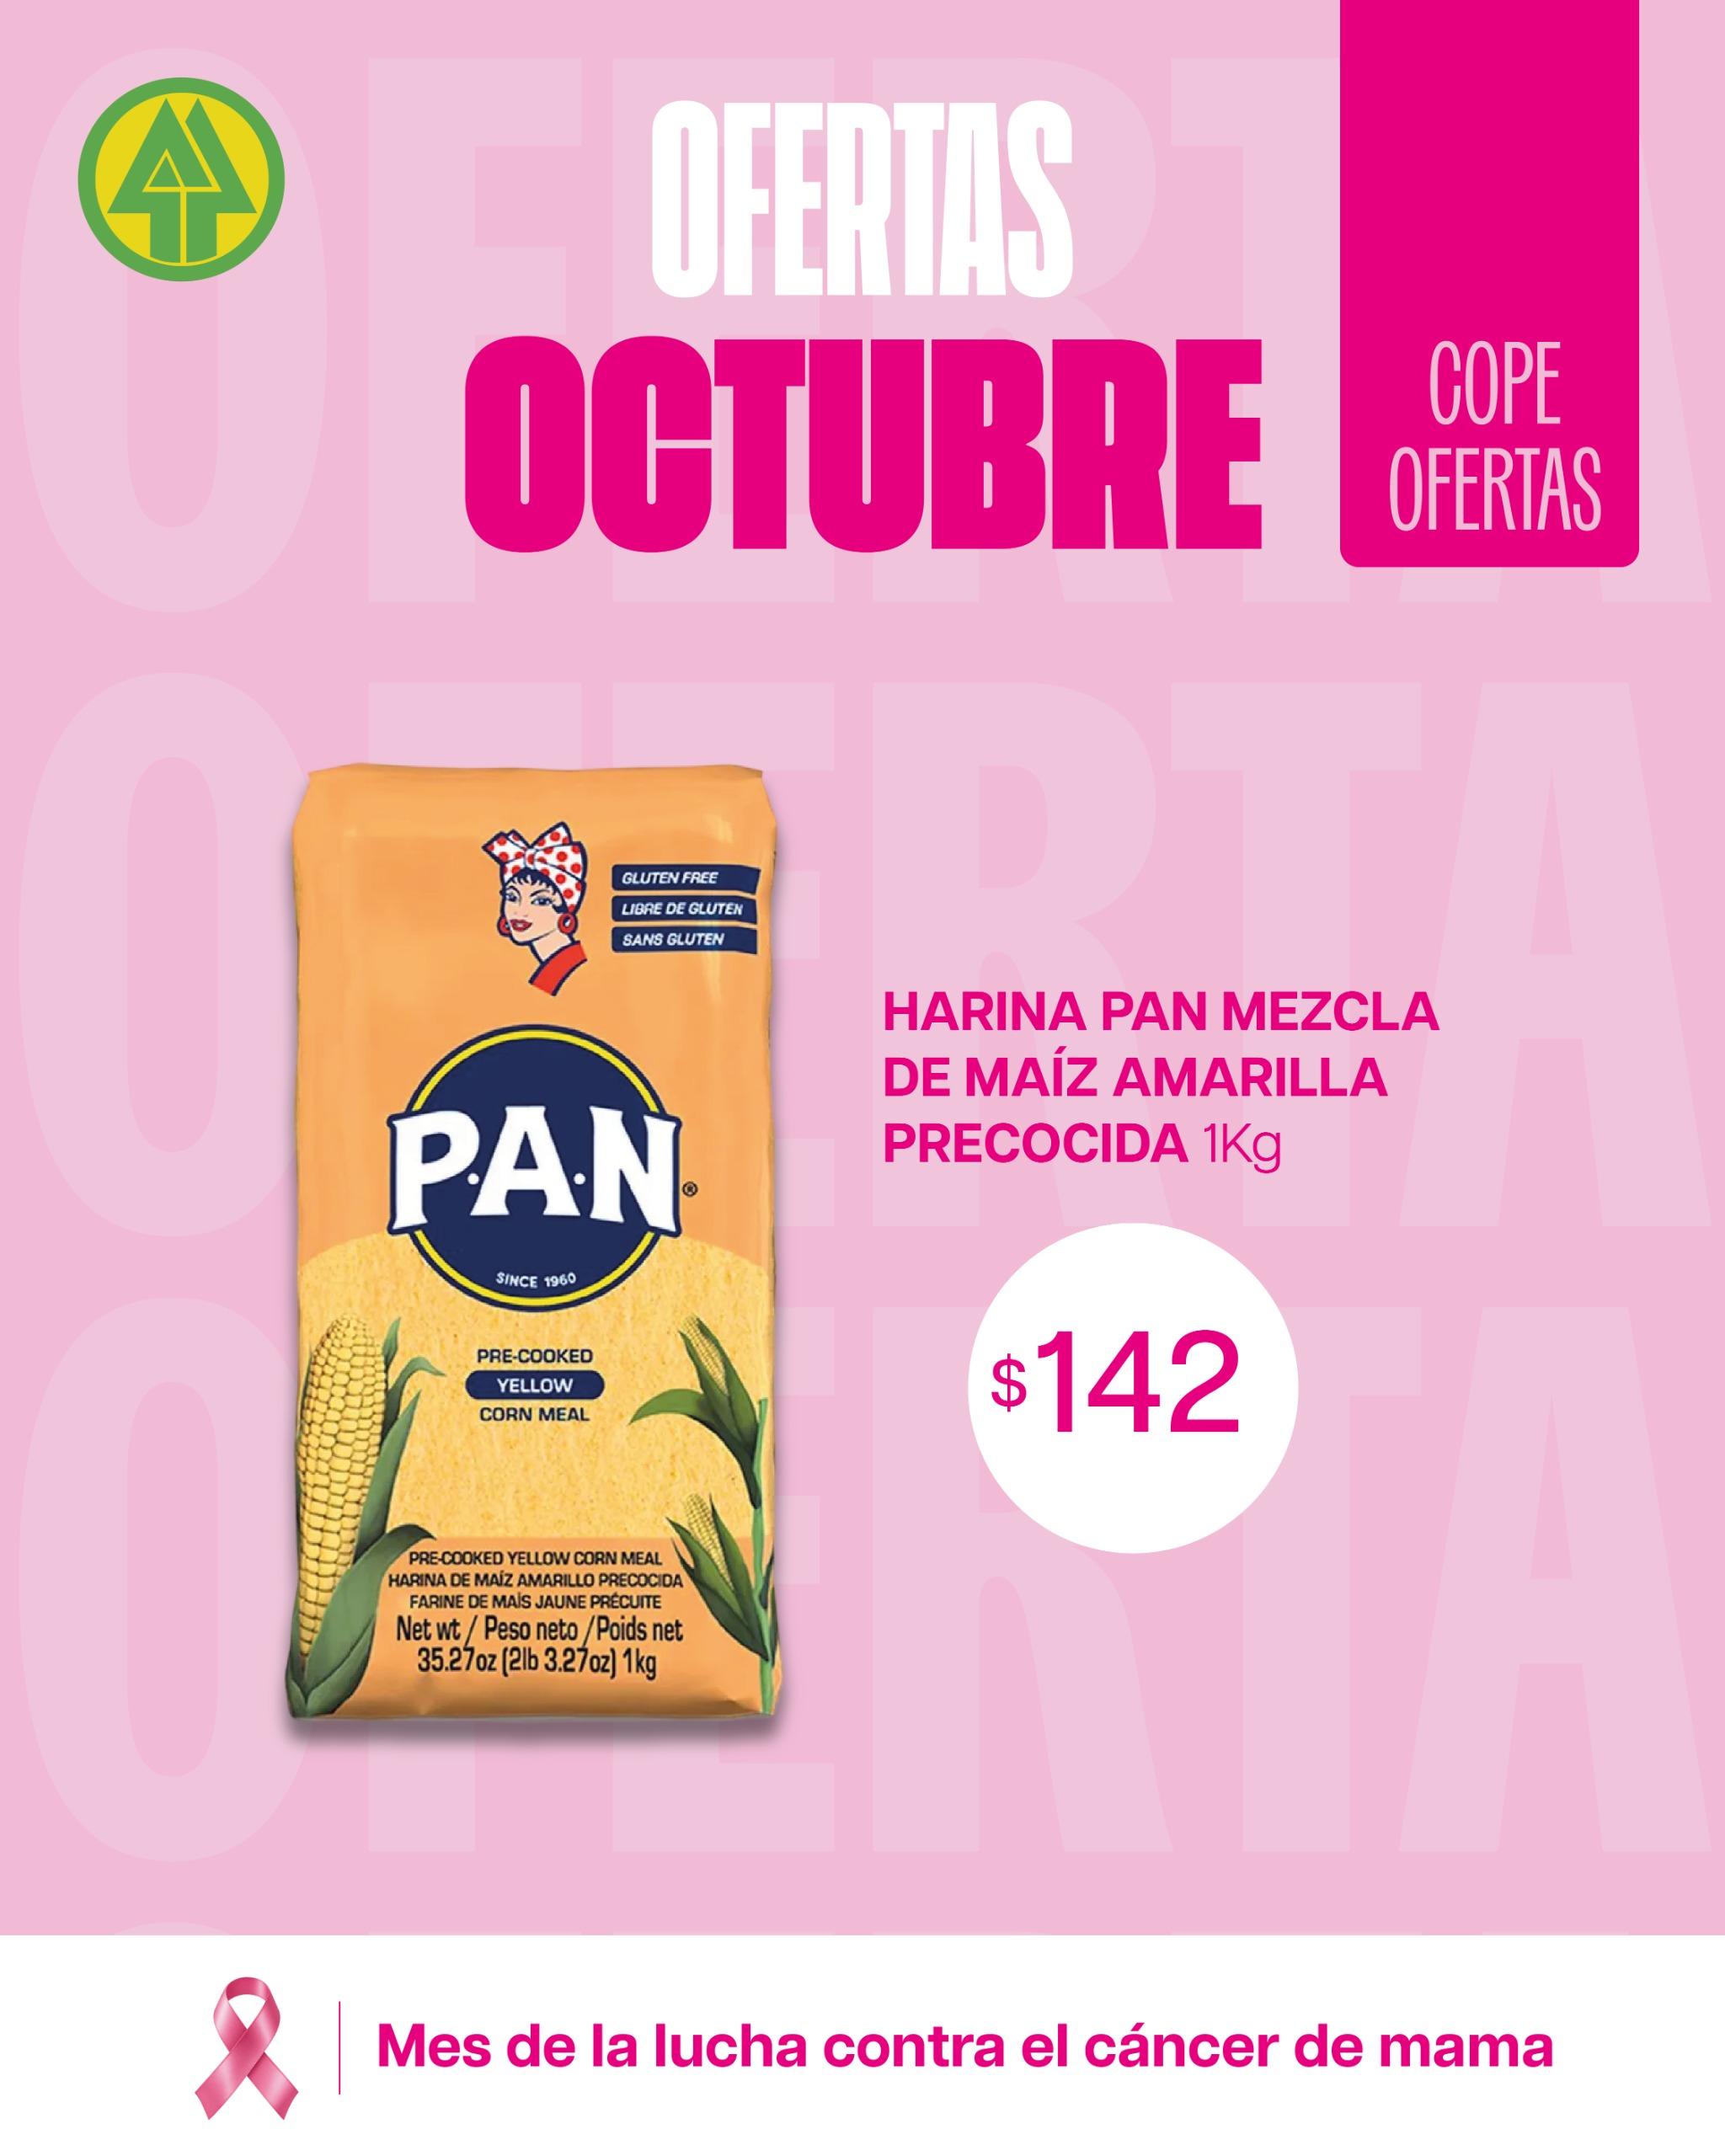 OFERTAS
OCTUBRE
COPE
OFERTAS
GLUTEN FREE
LIBRE DE GLUTEN
SANS GLUTEN
P.A.N
®
SINCE 1960
PRE-COOKED
YELLOW
CORN MEAL
PRE-COOKED YELLOW CORN MEAL
HARINA DE MAÍZ AMARILLO PRECOCIDA
FARINE DE MAÏS JAUNE PRÉCUITE
Net wt / Peso neto / Poids net
35.27oz (2lb 3.27oz) 1kg
HARINA PAN MEZCLA
DE MAÍZ AMARILLA
PRECOCIDA 1Kg
$142
Mes de la lucha contra el cáncer de mama
OFERTA
OFERTA
OFERTA